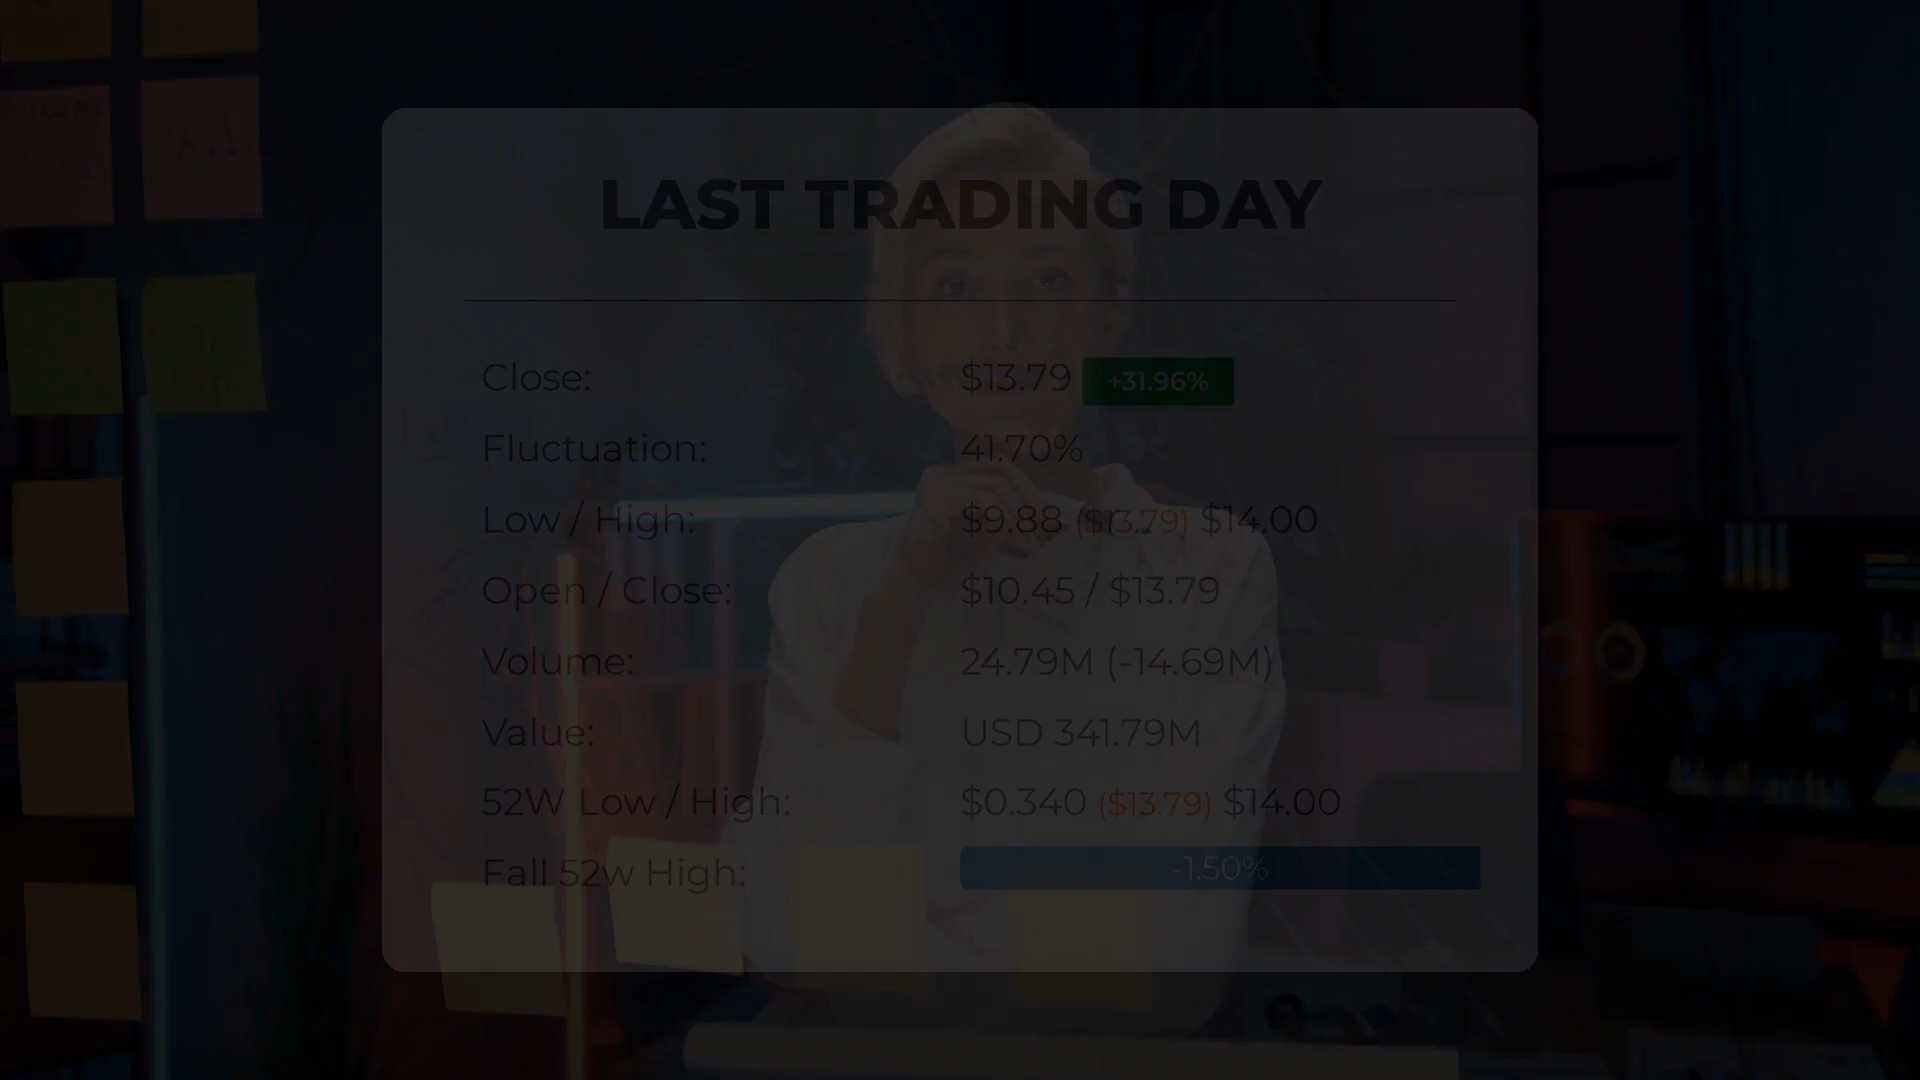 LAST TRADING DAY
Close: $13.79 +31.96%
Fluctuation: 41.70%
Low / High: $9.88 ($13.79) $14.00
Open / Close: $10.45 / $13.79
Volume: 24.79M (-14.69M)
Value: USD 341.79M
52W Low / High: $0.340 ($13.79) $14.00
Fall 52w High: -1.50%